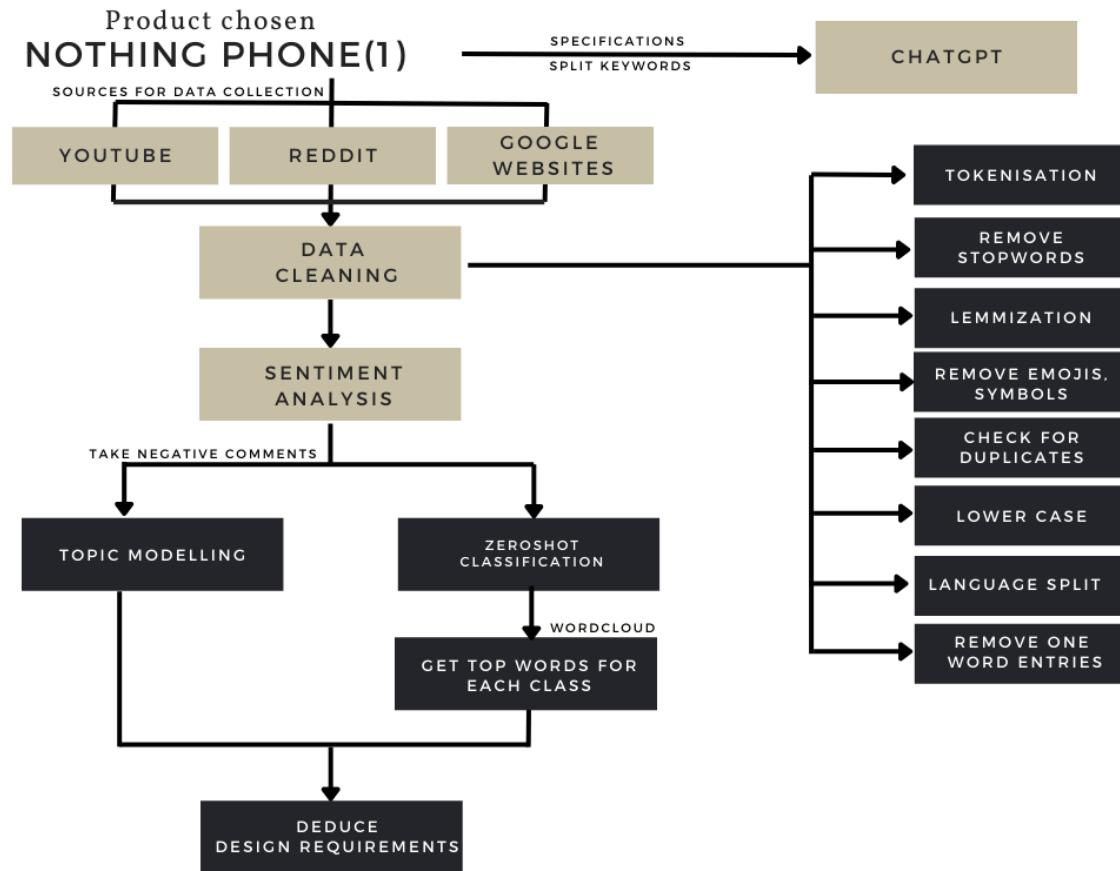 Product chosen
NOTHING PHONE(1)
SPECIFICATIONS
SPLIT KEYWORDS
CHATGPT
SOURCES FOR DATA COLLECTION
YOUTUBE
REDDIT
GOOGLE
WEBSITES
DATA
CLEANING
TOKENISATION
REMOVE
STOPWORDS
LEMMIZATION
REMOVE EMOJIS,
SYMBOLS
CHECK FOR
DUPLICATES
LOWER CASE
LANGUAGE SPLIT
REMOVE ONE
WORD ENTRIES
SENTIMENT
ANALYSIS
TAKE NEGATIVE COMMENTS
TOPIC MODELLING
ZEROSHOT
CLASSIFICATION
WORDCLOUD
GET TOP WORDS FOR
EACH CLASS
DEDUCE
DESIGN REQUIREMENTS